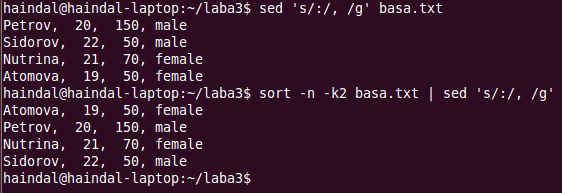 haindal@haindal-laptop:~/laba3$ sed 's/:/, /g' basa.txt
Petrov,  20,  150, male
Sidorov,  22,  50, male
Nutrina,  21,  70, female
Atomova,  19,  50, female
haindal@haindal-laptop:~/laba3$ sort -n -k2 basa.txt | sed 's/:/, /g'
Atomova,  19,  50, female
Petrov,  20,  150, male
Nutrina,  21,  70, female
Sidorov,  22,  50, male
haindal@haindal-laptop:~/laba3$